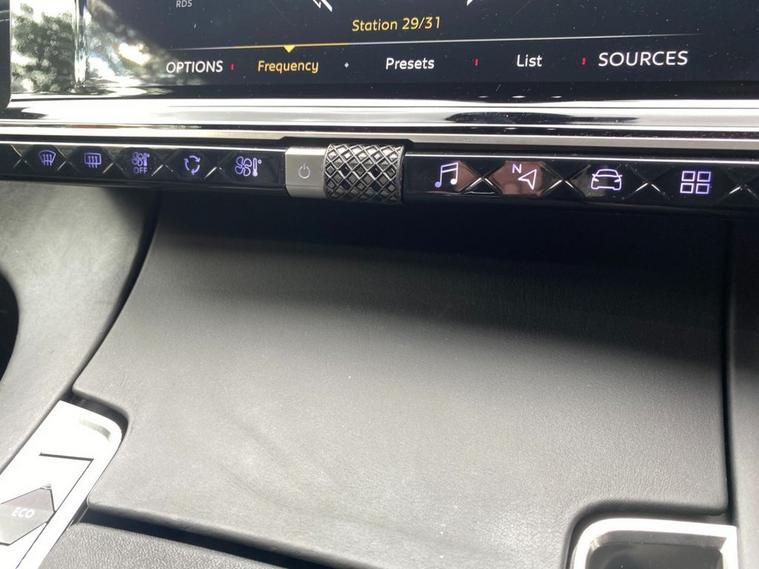 RDS
Station 29/31
OPTIONS Frequency Presets List SOURCES
OFF
N
ECO